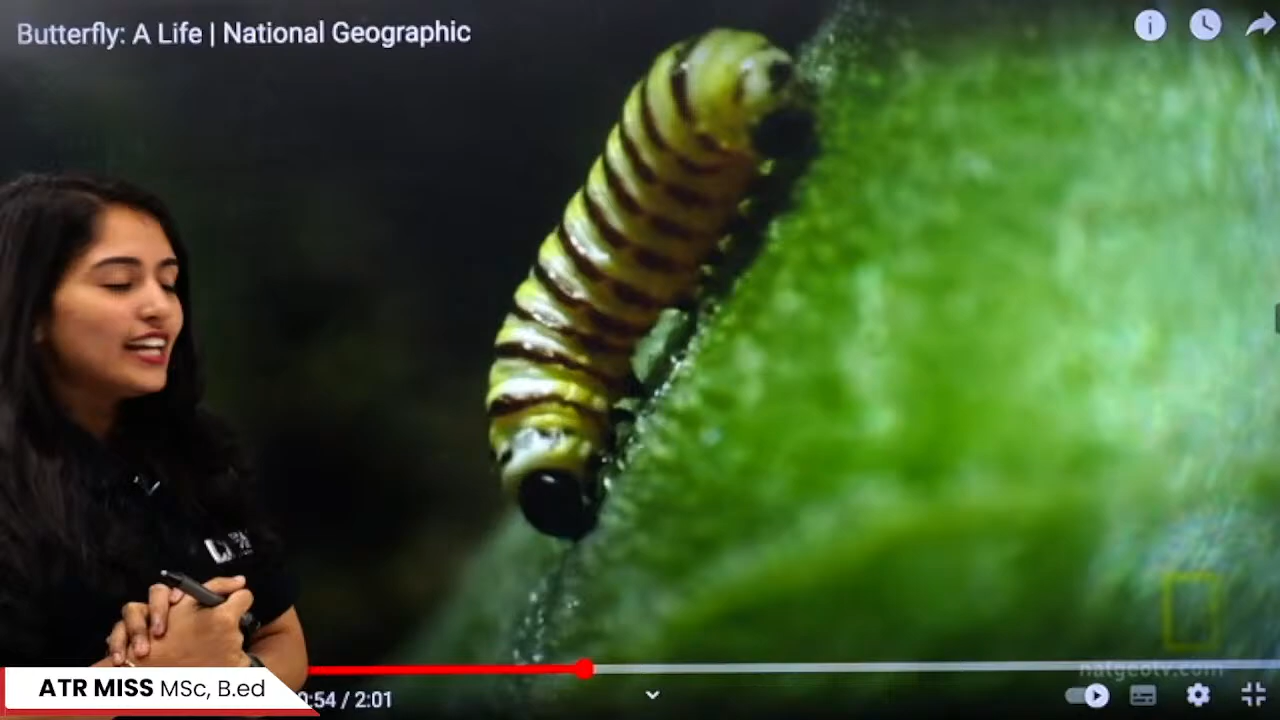 Butterfly: A Life | National Geographic
natgeotv.com
ATR MISS MSc, B.ed
0:54 / 2:01